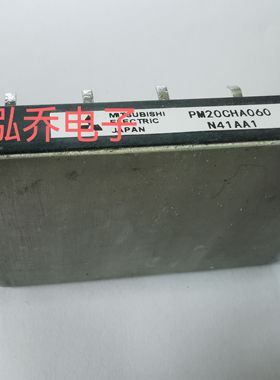 弘乔电子
MITSUBISHI
ELECTRIC
JAPAN
PM20CHA060
N41AA1